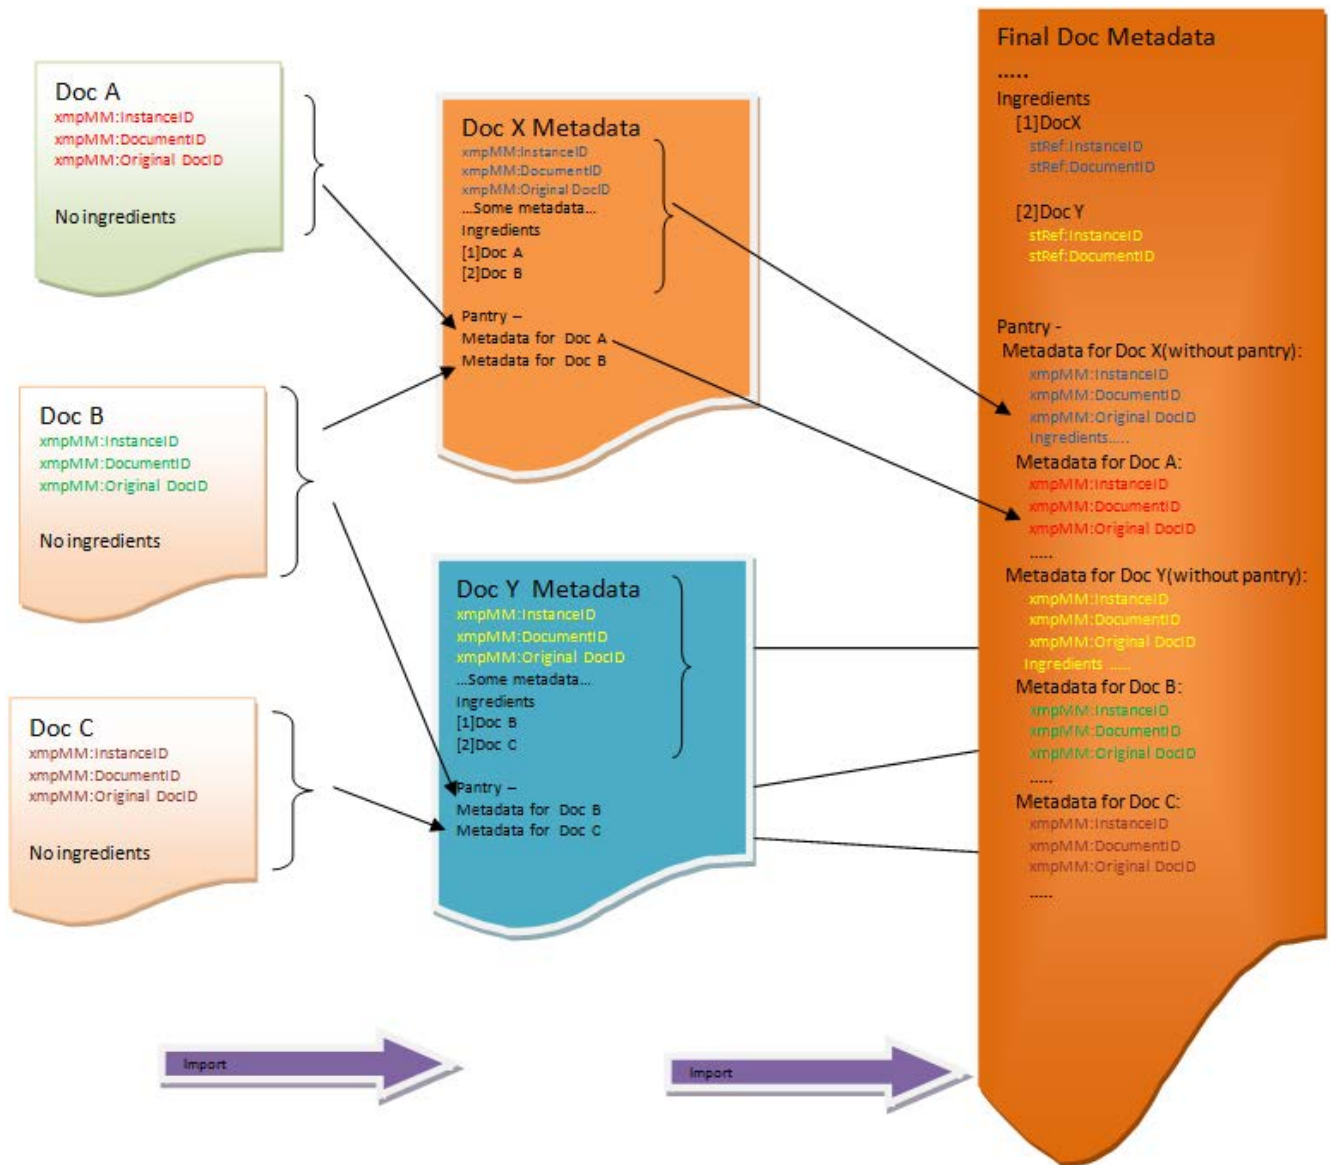 Doc A
xmpMM:InstanceID
xmpMM:DocumentID
xmpMM:Original DocID
No ingredients
Doc B
xmpMM:InstanceID
xmpMM:DocumentID
xmpMM:Original DocID
No ingredients
Doc C
xmpMM:InstanceID
xmpMM:DocumentID
xmpMM:Original DocID
No ingredients
Doc X Metadata
xmpMM:InstanceID
xmpMM:DocumentID
xmpMM:Original DocID
...Some metadata...
Ingredients
[1]Doc A
[2]Doc B
Pantry –
Metadata for Doc A
Metadata for Doc B
Doc Y Metadata
xmpMM:InstanceID
xmpMM:DocumentID
xmpMM:Original DocID
...Some metadata...
Ingredients
[1]Doc B
[2]Doc C
Pantry –
Metadata for Doc B
Metadata for Doc C
Final Doc Metadata
.....
Ingredients
[1]DocX
stRef:InstanceID
stRef:DocumentID
[2]Doc Y
stRef:InstanceID
stRef:DocumentID
Pantry -
Metadata for Doc X(without pantry):
xmpMM:InstanceID
xmpMM:DocumentID
xmpMM:Original DocID
Ingredients.....
Metadata for Doc A:
xmpMM:InstanceID
xmpMM:DocumentID
xmpMM:Original DocID
.....
Metadata for Doc Y(without pantry):
xmpMM:InstanceID
xmpMM:DocumentID
xmpMM:Original DocID
Ingredients .....
Metadata for Doc B:
xmpMM:InstanceID
xmpMM:DocumentID
xmpMM:Original DocID
.....
Metadata for Doc C:
xmpMM:InstanceID
xmpMM:DocumentID
xmpMM:Original DocID
.....
Import
Import